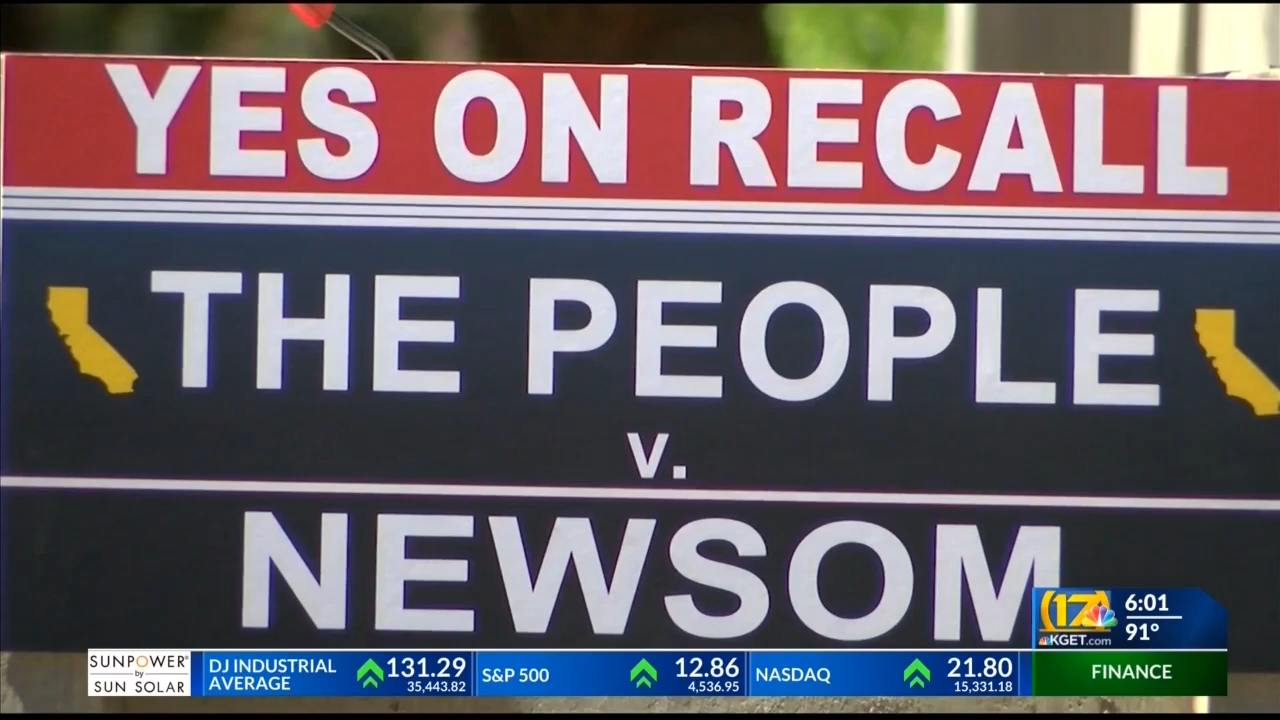 YES ON RECALL
THE PEOPLE
v.
NEWSOM
17
KGET.com
6:01
91°
SUNPOWER®
by
SUN SOLAR
DJ INDUSTRIAL
AVERAGE
131.29
35,443.82
S&P 500
12.86
4,536.95
NASDAQ
21.80
15,331.18
FINANCE